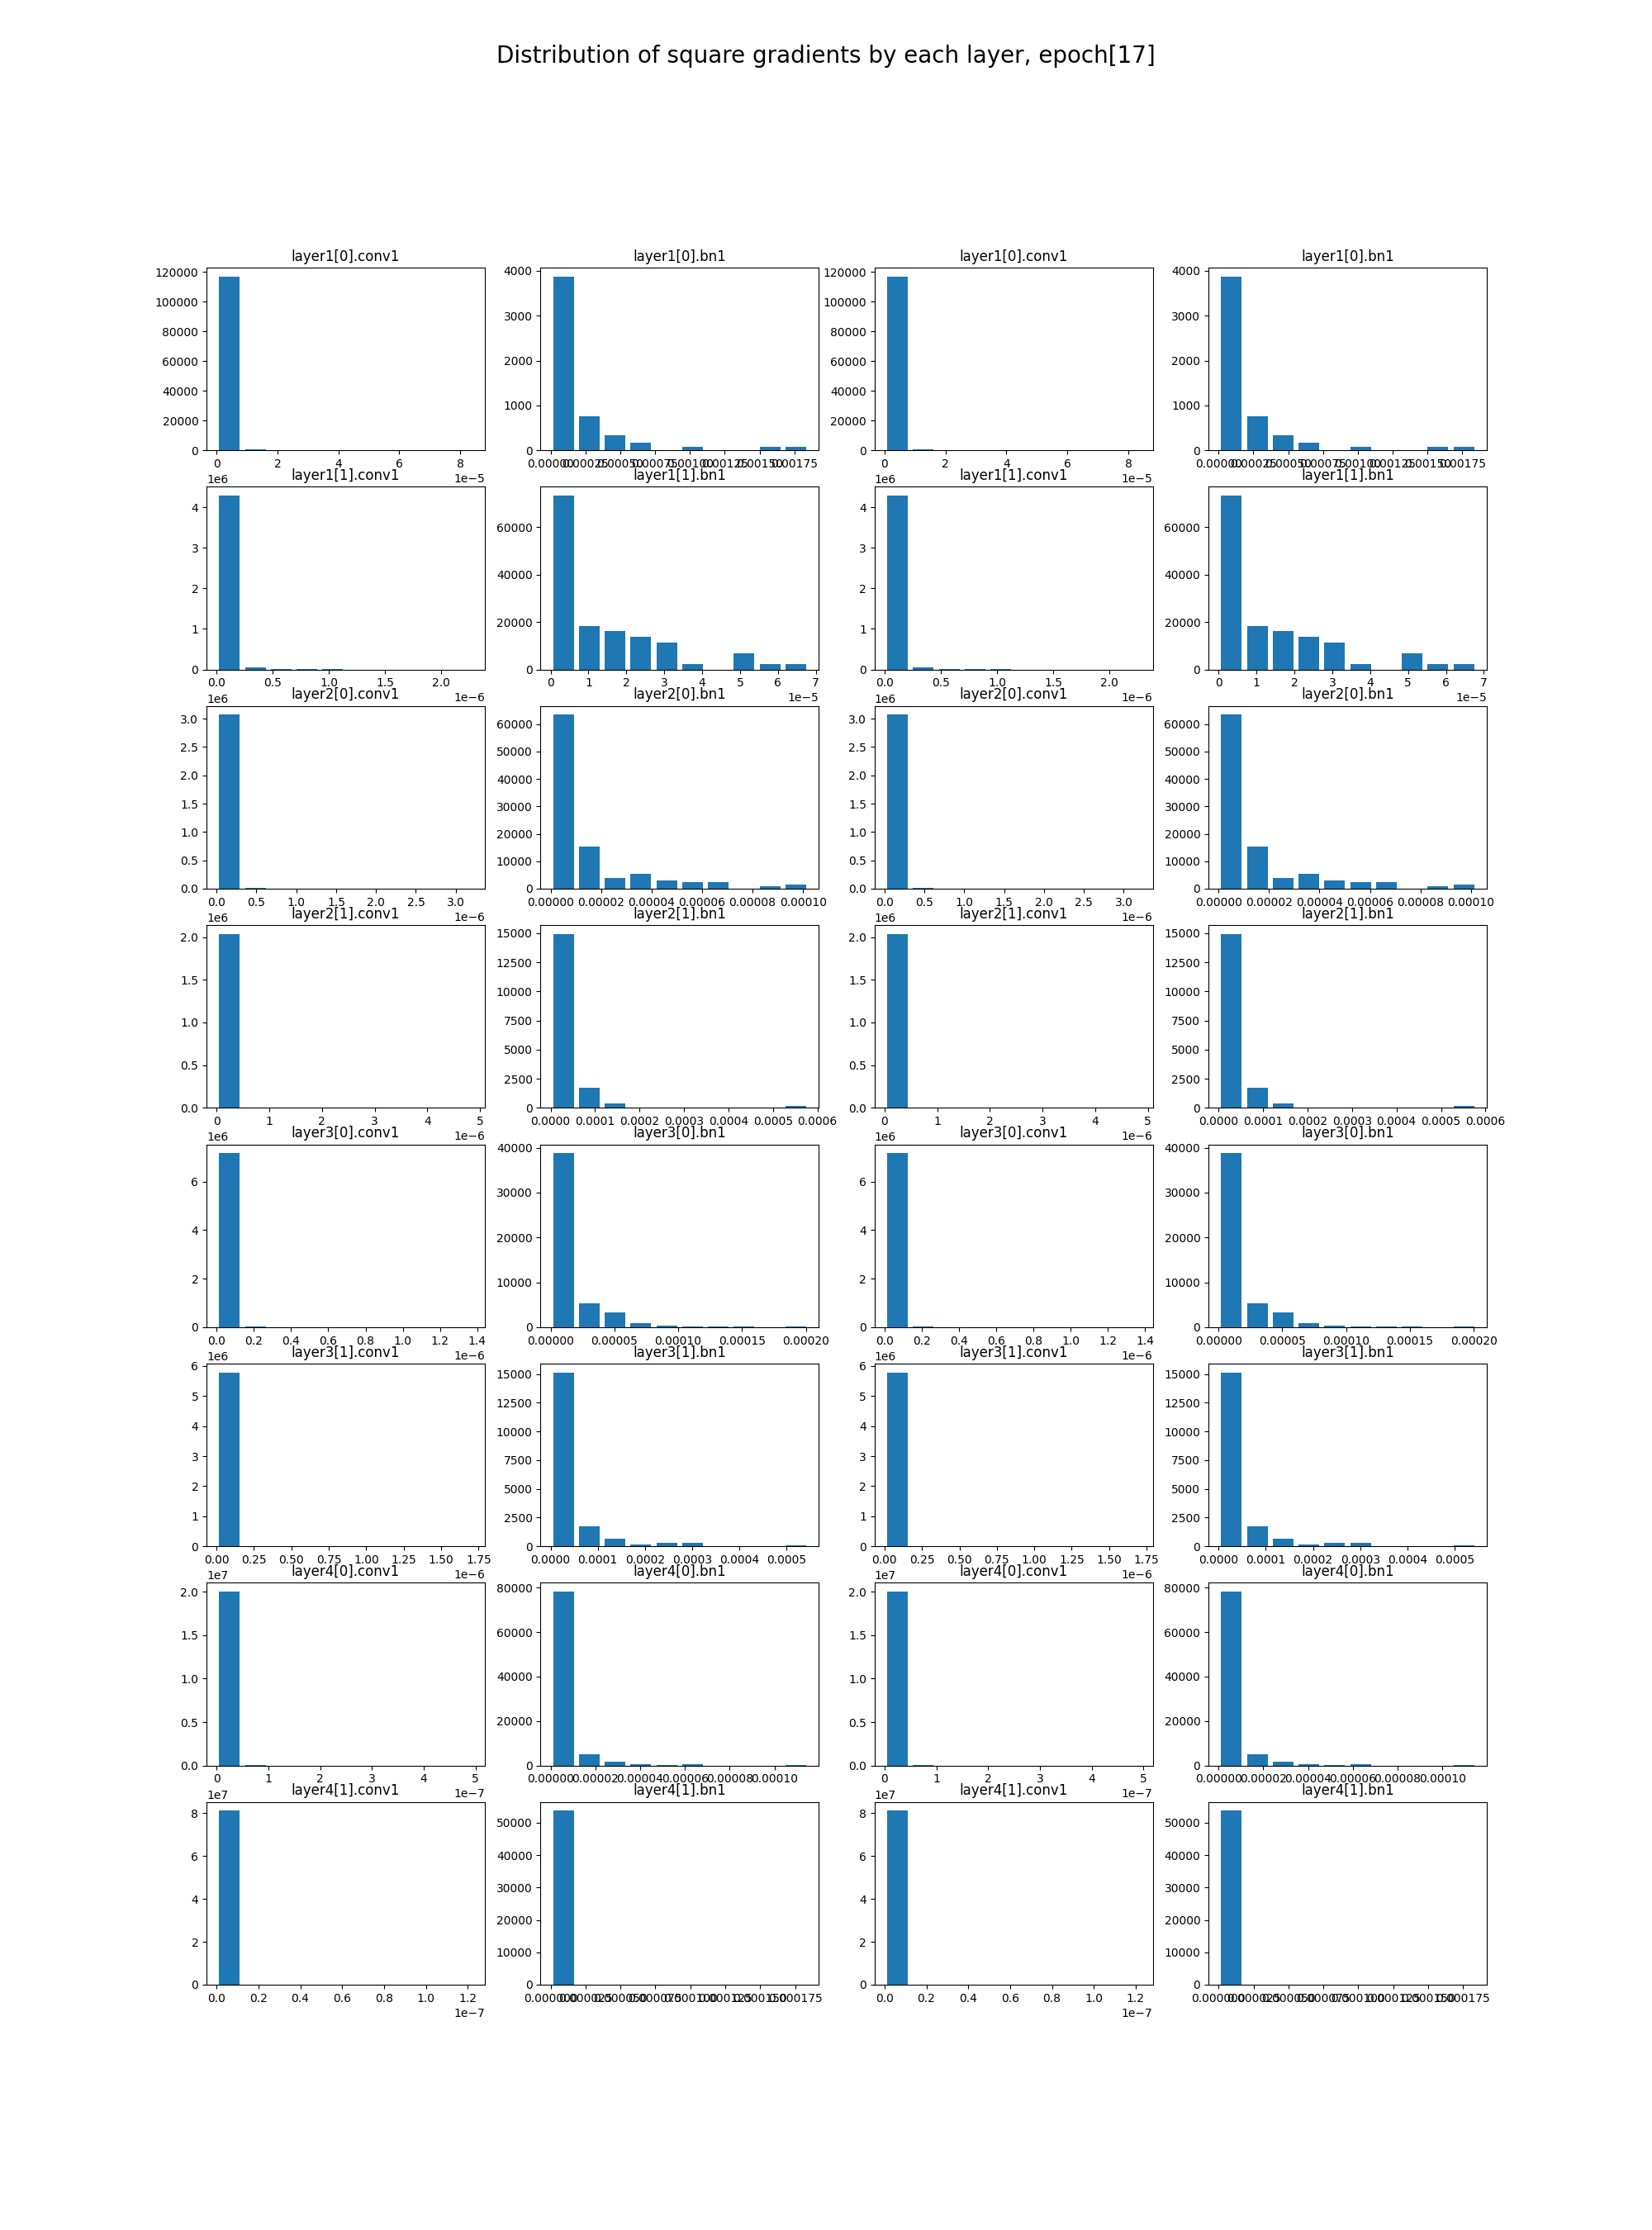 Distribution of square gradients by each layer, epoch[17]
layer1[0].conv1 layer1[0].bn1 layer1[0].conv1 layer1[0].bn1
120000 4000 120000 4000
100000 100000
80000 3000 80000 3000
60000 2000 60000 2000
40000 40000
20000 1000 20000 1000
0 0 0 0
0 2 4 6 8 0 2 4 6 8
1e−5 1e−5
1e6 layer1[1].conv1 layer1[1].bn1 1e6 layer1[1].conv1 layer1[1].bn1
4 60000 4 60000
3 40000 3 40000
2 2
1 20000 1 20000
0 0 0 0
0.0 0.5 1.0 1.5 2.0 0 1 2 3 4 5 6 7 0.0 0.5 1.0 1.5 2.0 0 1 2 3 4 5 6 7
1e−6 1e−5 1e−6 1e−5
1e6 layer2[0].conv1 layer2[0].bn1 1e6 layer2[0].conv1 layer2[0].bn1
3.0 60000 3.0 60000
2.5 50000 2.5 50000
2.0 40000 2.0 40000
1.5 30000 1.5 30000
1.0 20000 1.0 20000
0.5 10000 0.5 10000
0.0 0 0.0 0
0.0 0.5 1.0 1.5 2.0 2.5 3.0 0.00000 0.00002 0.00004 0.00006 0.00008 0.00010 0.0 0.5 1.0 1.5 2.0 2.5 3.0 0.00000 0.00002 0.00004 0.00006 0.00008 0.00010
1e−6 1e−6
1e6 layer2[1].conv1 layer2[1].bn1 1e6 layer2[1].conv1 layer2[1].bn1
2.0 15000 2.0 15000
12500 12500
1.5 10000 1.5 10000
1.0 7500 1.0 7500
5000 5000
0.5 2500 0.5 2500
0.0 0 0.0 0
0 1 2 3 4 5 0.0000 0.0001 0.0002 0.0003 0.0004 0.0005 0.0006 0 1 2 3 4 5 0.0000 0.0001 0.0002 0.0003 0.0004 0.0005 0.0006
1e−6 1e−6
1e6 layer3[0].conv1 layer3[0].bn1 1e6 layer3[0].conv1 layer3[0].bn1
40000 40000
6 30000 6 30000
4 20000 4 20000
2 10000 2 10000
0 0 0 0
0.0 0.2 0.4 0.6 0.8 1.0 1.2 1.4 0.00000 0.00005 0.00010 0.00015 0.00020 0.0 0.2 0.4 0.6 0.8 1.0 1.2 1.4 0.00000 0.00005 0.00010 0.00015 0.00020
1e−6 1e−6
1e6 layer3[1].conv1 layer3[1].bn1 1e6 layer3[1].conv1 layer3[1].bn1
6 15000 6 15000
5 12500 5 12500
4 10000 4 10000
3 7500 3 7500
2 5000 2 5000
1 2500 1 2500
0 0 0 0
0.00 0.25 0.50 0.75 1.00 1.25 1.50 1.75 0.0000 0.0001 0.0002 0.0003 0.0004 0.0005 0.00 0.25 0.50 0.75 1.00 1.25 1.50 1.75 0.0000 0.0001 0.0002 0.0003 0.0004 0.0005
1e−6 1e−6
1e7 layer4[0].conv1 layer4[0].bn1 1e7 layer4[0].conv1 layer4[0].bn1
2.0 80000 2.0 80000
1.5 60000 1.5 60000
1.0 40000 1.0 40000
0.5 20000 0.5 20000
0.0 0 0.0 0
0 1 2 3 4 5 0.00000 0.00002 0.00004 0.00006 0.00008 0.00010 0 1 2 3 4 5 0.00000 0.00002 0.00004 0.00006 0.00008 0.00010
1e−7 1e−7
1e7 layer4[1].conv1 layer4[1].bn1 1e7 layer4[1].conv1 layer4[1].bn1
8 50000 8 50000
6 40000 6 40000
4 30000 4 30000
20000 20000
2 10000 2 10000
0 0 0 0
0.0 0.2 0.4 0.6 0.8 1.0 1.2 0.0 0.2 0.4 0.6 0.8 1.0 1.2
1e−7 1e−7